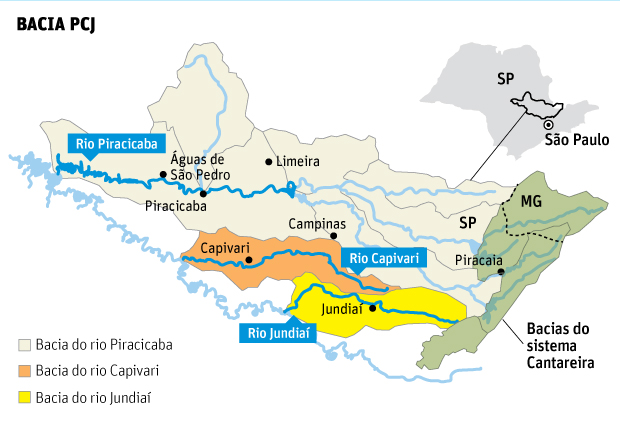 BACIA PCJ
SP
São Paulo
Rio Piracicaba
Águas de
São Pedro
Limeira
Piracicaba
MG
SP
Campinas
Capivari
Rio Capivari
Piracaia
Jundiaí
Rio Jundiaí
Bacias do
sistema
Cantareira
Bacia do rio Piracicaba
Bacia do rio Capivari
Bacia do rio Jundiaí